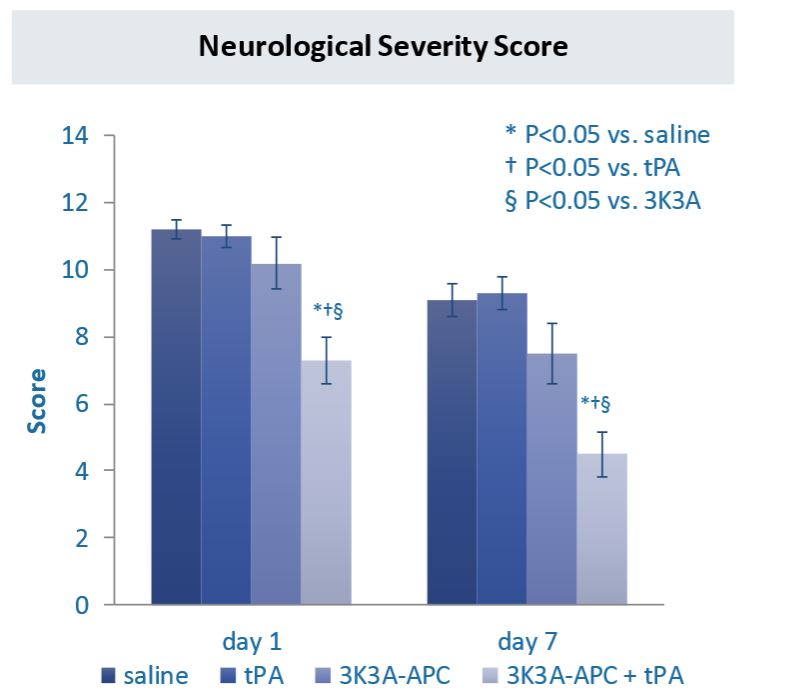 Neurological Severity Score
* P<0.05 vs. saline
† P<0.05 vs. tPA
§ P<0.05 vs. 3K3A
14
12
10
8
6
4
2
0
Score
*†§
*†§
day 1
day 7
saline
tPA
3K3A-APC
3K3A-APC + tPA